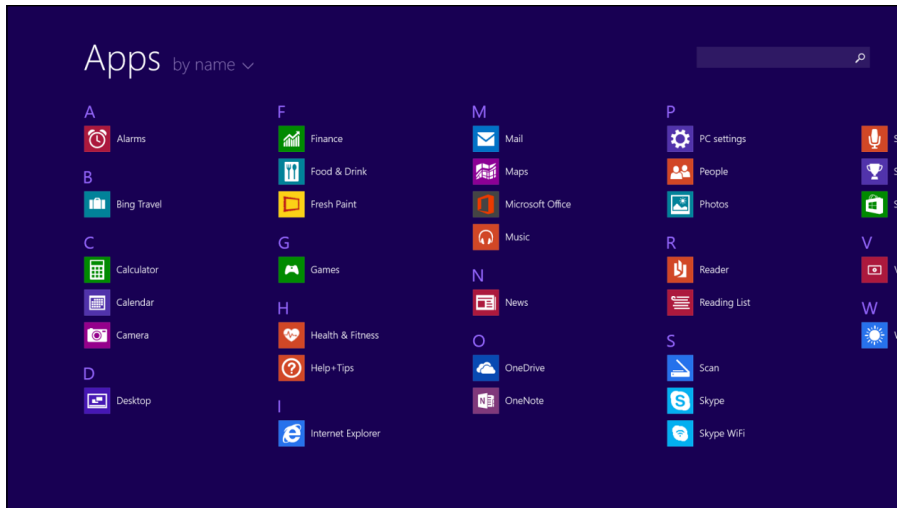 Apps by name
A
Alarms
B
Bing Travel
C
Calculator
Calendar
Camera
D
Desktop
F
Finance
Food & Drink
Fresh Paint
G
Games
H
Health & Fitness
Help+Tips
I
Internet Explorer
M
Mail
Maps
Microsoft Office
Music
N
News
O
OneDrive
OneNote
P
PC settings
People
Photos
R
Reader
Reading List
S
Scan
Skype
Skype WiFi
V
W